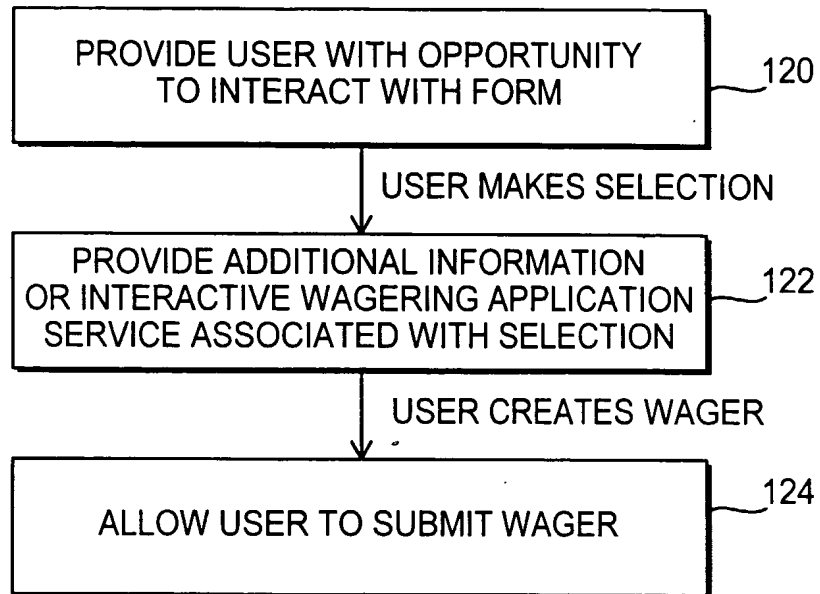 PROVIDE USER WITH OPPORTUNITY
TO INTERACT WITH FORM
120
USER MAKES SELECTION
PROVIDE ADDITIONAL INFORMATION
OR INTERACTIVE WAGERING APPLICATION
SERVICE ASSOCIATED WITH SELECTION
122
USER CREATES WAGER
ALLOW USER TO SUBMIT WAGER
124